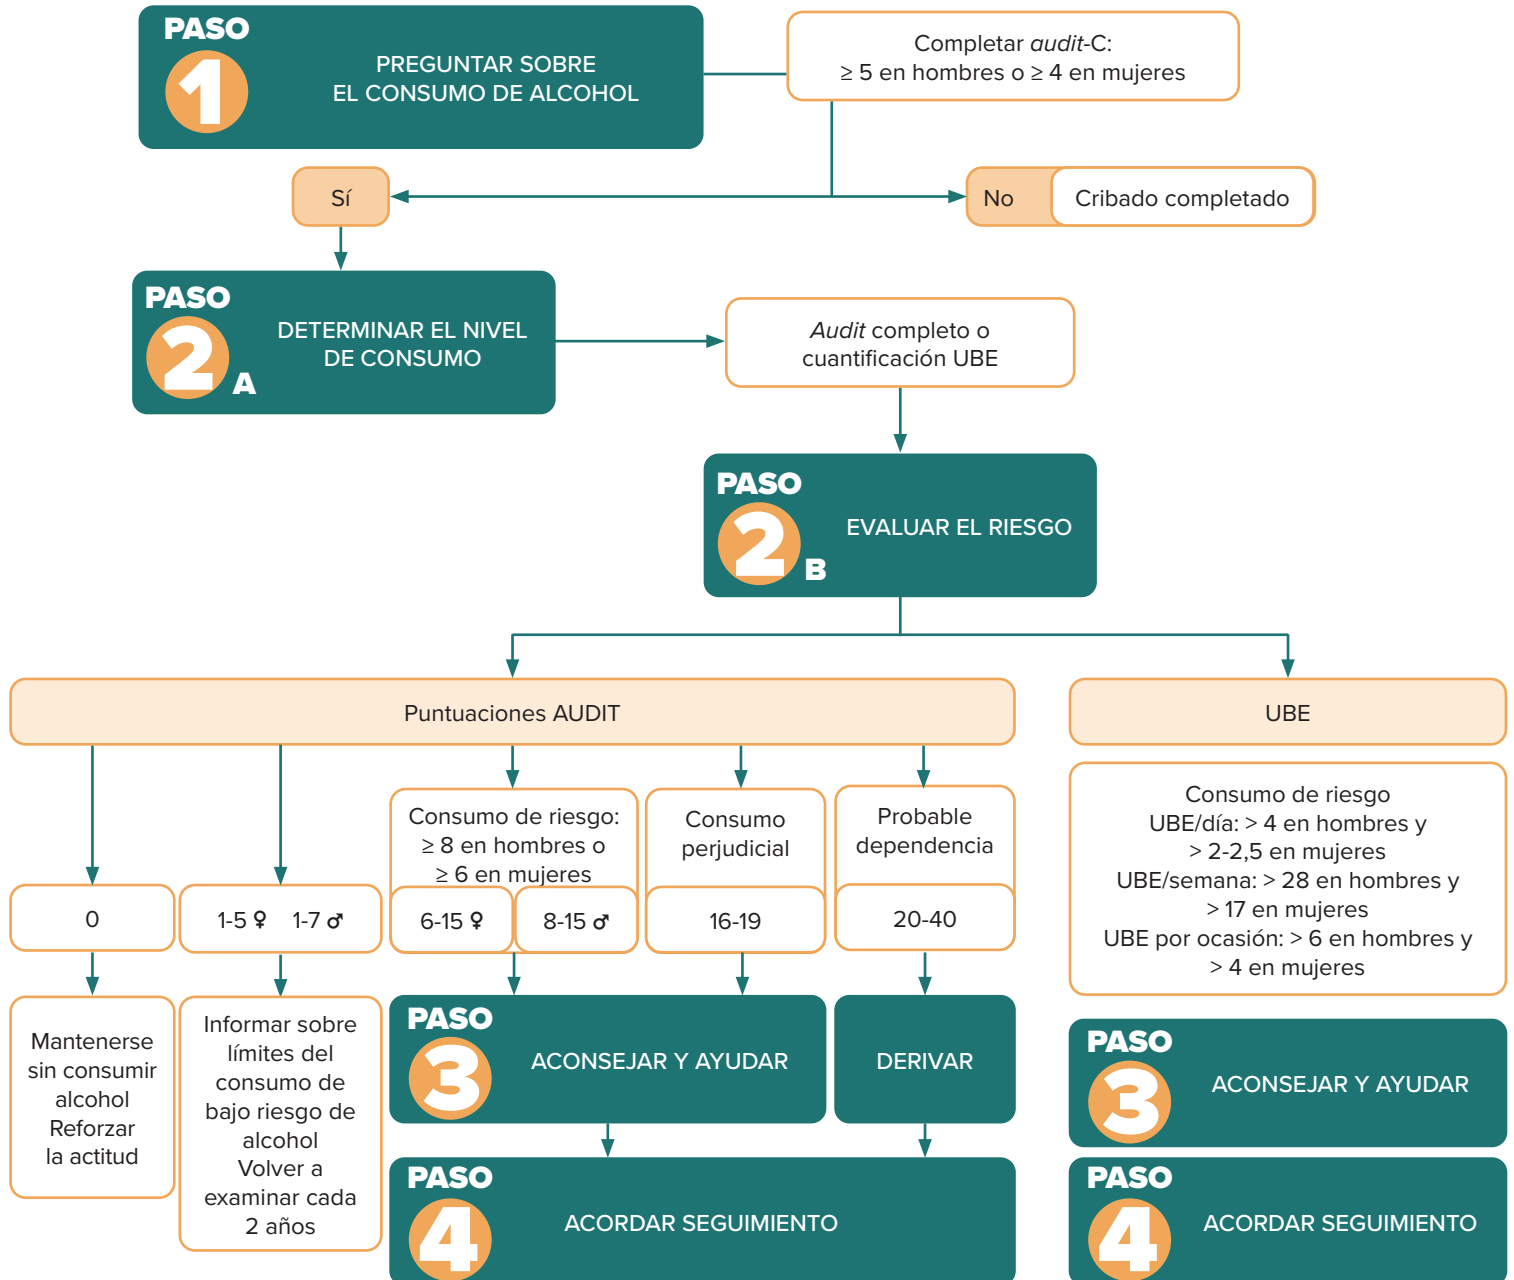 PASO
1
PREGUNTAR SOBRE
EL CONSUMO DE ALCOHOL
Completar audit-C:
≥ 5 en hombres o ≥ 4 en mujeres
Sí
No
Cribado completado
PASO
2 A
DETERMINAR EL NIVEL
DE CONSUMO
Audit completo o
cuantificación UBE
PASO
2 B
EVALUAR EL RIESGO
Puntuaciones AUDIT
UBE
0
1-5 ♀ 1-7 ♂
Consumo de riesgo:
≥ 8 en hombres o
≥ 6 en mujeres
6-15 ♀
8-15 ♂
Consumo
perjudicial
16-19
Probable
dependencia
20-40
Consumo de riesgo
UBE/día: > 4 en hombres y
> 2-2,5 en mujeres
UBE/semana: > 28 en hombres y
> 17 en mujeres
UBE por ocasión: > 6 en hombres y
> 4 en mujeres
Mantenerse
sin consumir
alcohol
Reforzar
la actitud
Informar sobre
límites del
consumo de
bajo riesgo de
alcohol
Volver a
examinar cada
2 años
PASO
3
ACONSEJAR Y AYUDAR
DERIVAR
PASO
3
ACONSEJAR Y AYUDAR
PASO
4
ACORDAR SEGUIMIENTO
PASO
4
ACORDAR SEGUIMIENTO